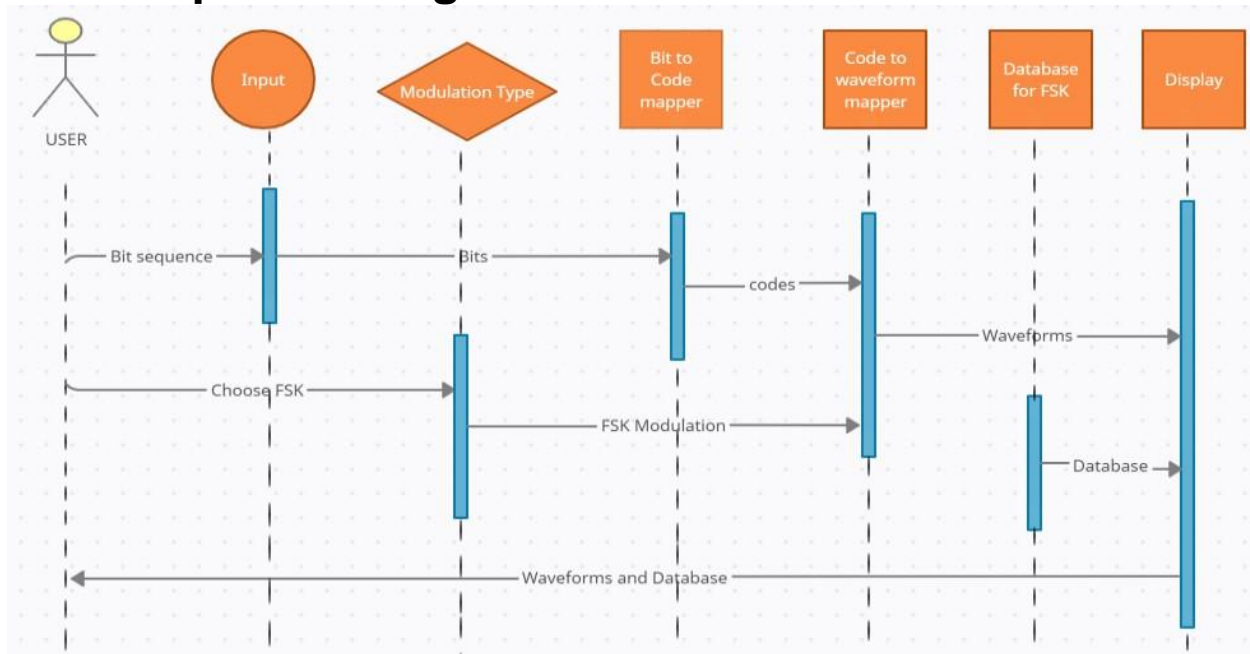 USER
Input
Modulation Type
Bit to
Code
mapper
Code to
waveform
mapper
Database
for FSK
Display
Bit sequence
Bits
codes
Waveforms
Choose FSK
FSK Modulation
Database
Waveforms and Database